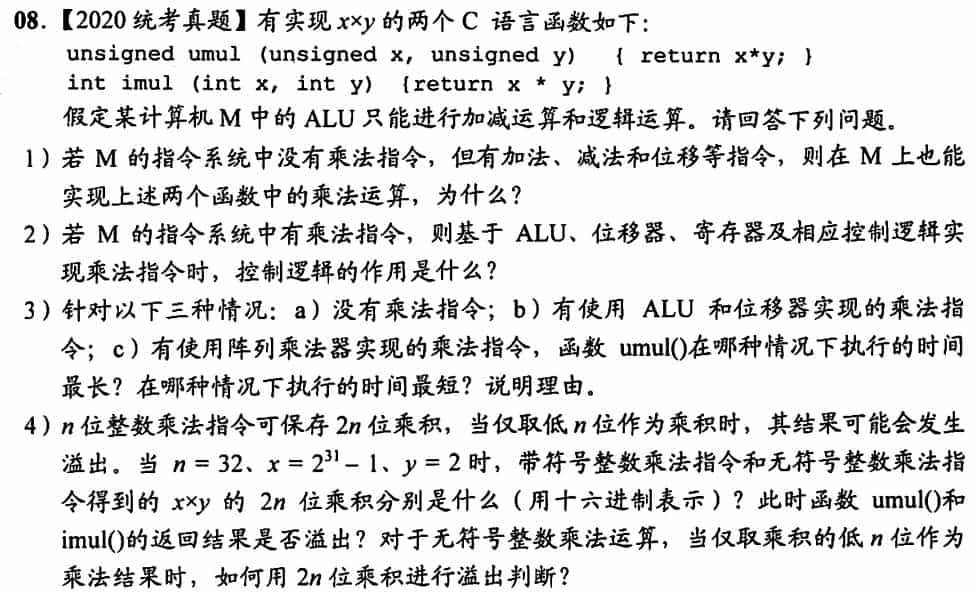 08.【2020 统考真题】有实现 x×y 的两个 C 语言函数如下：
unsigned umul (unsigned x, unsigned y) { return x*y; }
int imul (int x, int y) {return x * y; }
假定某计算机 M 中的 ALU 只能进行加减运算和逻辑运算。请回答下列问题。
1）若 M 的指令系统中没有乘法指令，但有加法、减法和位移等指令，则在 M 上也能
实现上述两个函数中的乘法运算，为什么？
2）若 M 的指令系统中有乘法指令，则基于 ALU、位移器、寄存器及相应控制逻辑实
现乘法指令时，控制逻辑的作用是什么？
3）针对以下三种情况：a）没有乘法指令；b）有使用 ALU 和位移器实现的乘法指
令；c）有使用阵列乘法器实现的乘法指令，函数 umul()在哪种情况下执行的时间
最长？在哪种情况下执行的时间最短？说明理由。
4）n 位整数乘法指令可保存 2n 位乘积，当仅取低 n 位作为乘积时，其结果可能会发生
溢出。当 n = 32、x = 2³¹ − 1、y = 2 时，带符号整数乘法指令和无符号整数乘法指
令得到的 x×y 的 2n 位乘积分别是什么（用十六进制表示）？此时函数 umul()和
imul()的返回结果是否溢出？对于无符号整数乘法运算，当仅取乘积的低 n 位作为
乘法结果时，如何用 2n 位乘积进行溢出判断？